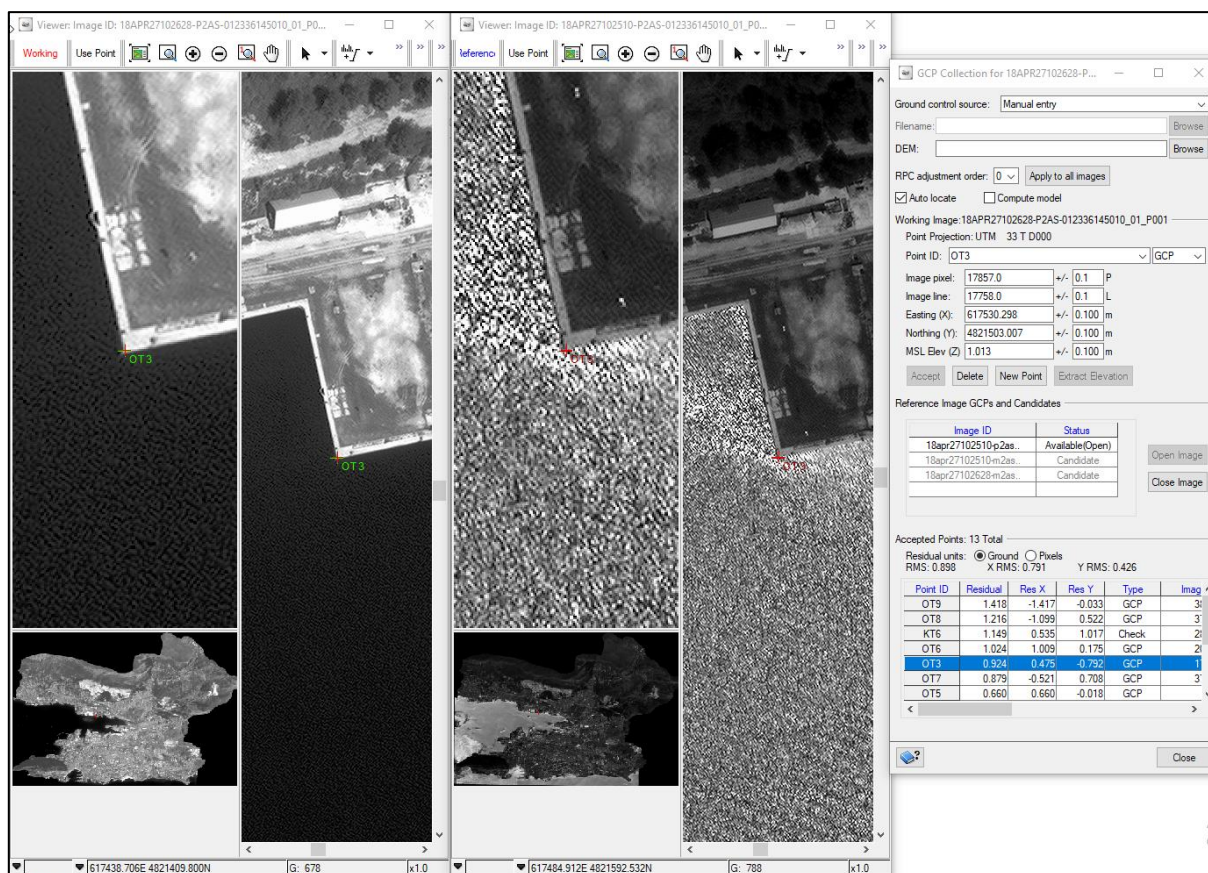 Viewer: Image ID: 18APR27102628-P2AS-012336145010_01_P0...
Working
Use Point
OT3
OT3
617438.706E 4821409.800N
G: 678
x1.0
Viewer: Image ID: 18APR27102510-P2AS-012336145010_01_P0...
Referenc
Use Point
OT3
OT3
617484.912E 4821592.532N
G: 788
x1.0
GCP Collection for 18APR27102628-P...
Ground control source: Manual entry
Filename: Browse
DEM: Browse
RPC adjustment order: 0 Apply to all images
Auto locate Compute model
Working Image:18APR27102628-P2AS-012336145010_01_P001
Point Projection: UTM 33 T D000
Point ID: OT3 GCP
Image pixel: 17857.0 +/- 0.1 P
Image line: 17758.0 +/- 0.1 L
Easting (X): 617530.298 +/- 0.100 m
Northing (Y): 4821503.007 +/- 0.100 m
MSL Elev (Z) 1.013 +/- 0.100 m
Accept Delete New Point Extract Elevation
Reference Image GCPs and Candidates
Image ID Status
18apr27102510-p2as.. Available(Open)
18apr27102510-m2as.. Candidate
18apr27102628-m2as.. Candidate
Open Image
Close Image
Accepted Points: 13 Total
Residual units: Ground Pixels
RMS: 0.898 X RMS: 0.791 Y RMS: 0.426
Point ID Residual Res X Res Y Type Imag
OT9 1.418 -1.417 -0.033 GCP
OT8 1.216 -1.099 0.522 GCP
KT6 1.149 0.535 1.017 Check
OT6 1.024 1.009 0.175 GCP
OT3 0.924 0.475 -0.792 GCP
OT7 0.879 -0.521 0.708 GCP
OT5 0.660 0.660 -0.018 GCP
Close